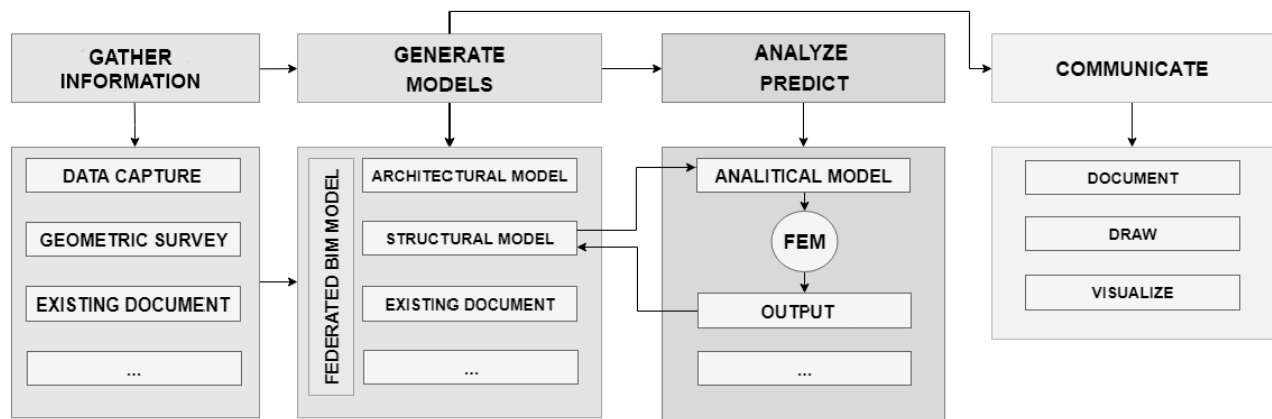 GATHER
INFORMATION
GENERATE
MODELS
ANALYZE
PREDICT
COMMUNICATE
DATA CAPTURE
GEOMETRIC SURVEY
EXISTING DOCUMENT
...
FEDERATED BIM MODEL
ARCHITECTURAL MODEL
STRUCTURAL MODEL
EXISTING DOCUMENT
...
ANALITICAL MODEL
FEM
OUTPUT
...
DOCUMENT
DRAW
VISUALIZE